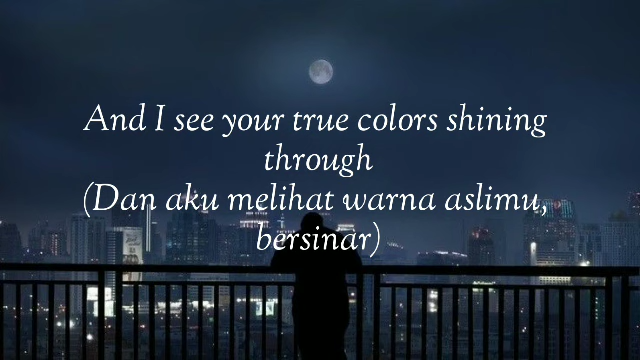 And I see your true colors shining
through
(Dan aku melihat warna aslimu,
bersinar)